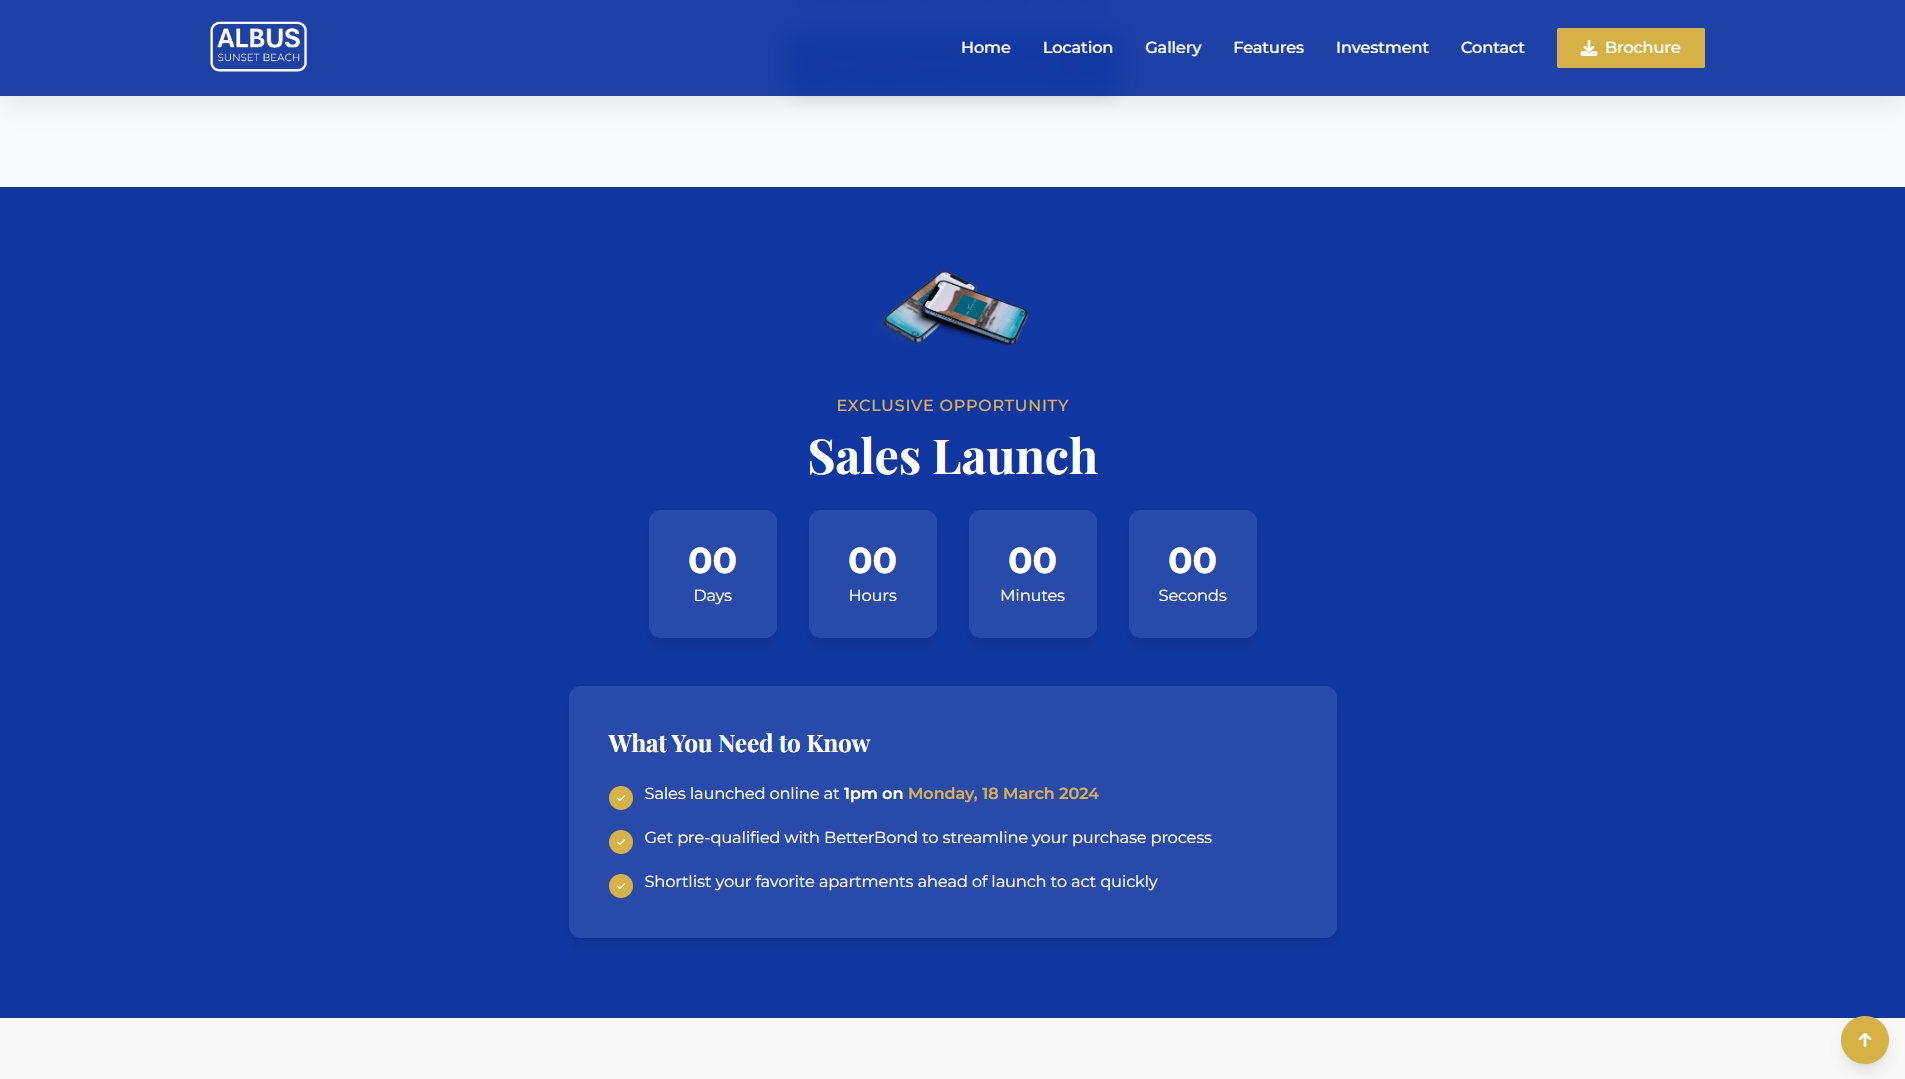 ALBUS
SUNSET BEACH
Home Location Gallery Features Investment Contact Brochure
EXCLUSIVE OPPORTUNITY
Sales Launch
00 00 00 00
Days Hours Minutes Seconds
What You Need to Know
Sales launched online at 1pm on Monday, 18 March 2024
Get pre-qualified with BetterBond to streamline your purchase process
Shortlist your favorite apartments ahead of launch to act quickly